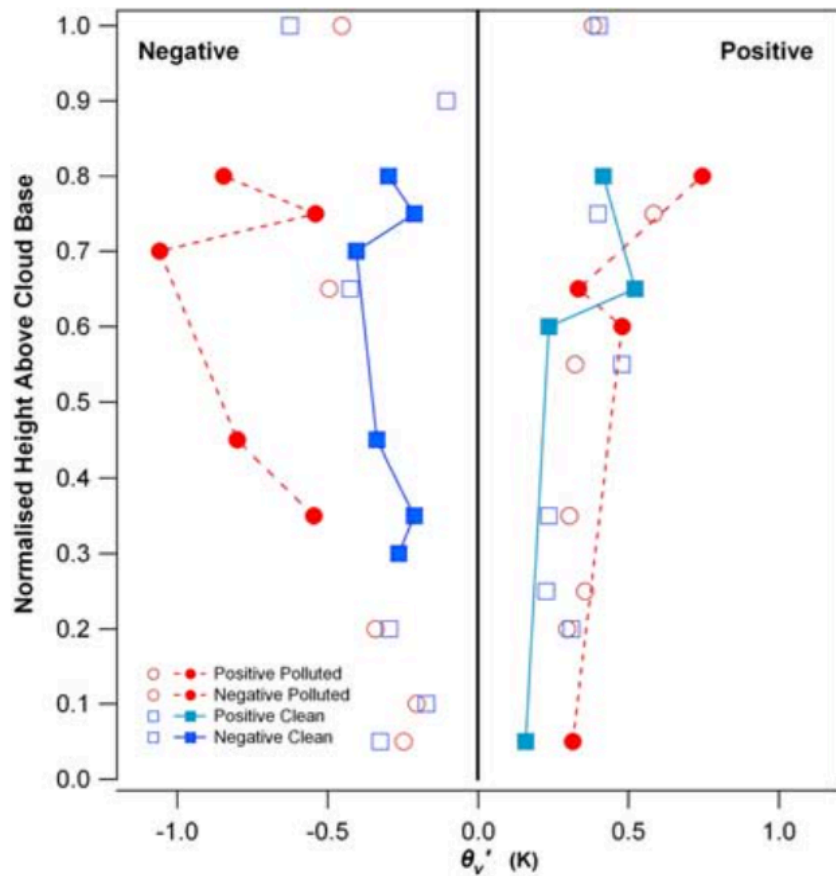 Negative
Positive
Normalised Height Above Cloud Base
1.0
0.9
0.8
0.7
0.6
0.5
0.4
0.3
0.2
0.1
0.0
Positive Polluted
Negative Polluted
Positive Clean
Negative Clean
-1.0 -0.5 0.0 0.5 1.0
θᵥ′ (K)